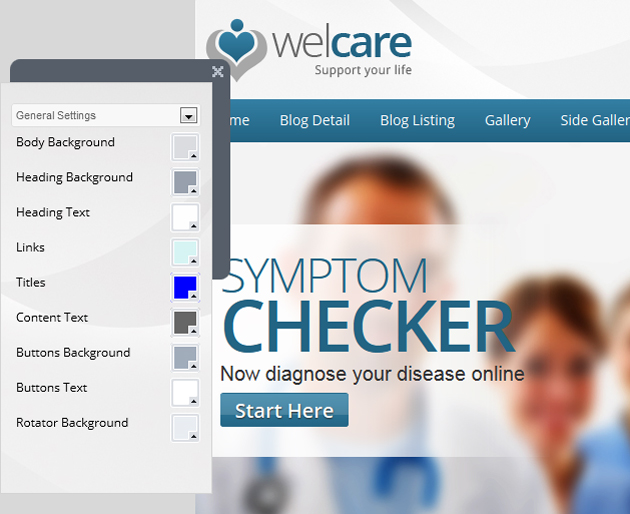 welcare
Support your life
me Blog Detail Blog Listing Gallery Side Galler
General Settings
Body Background
Heading Background
Heading Text
Links
Titles
Content Text
Buttons Background
Buttons Text
Rotator Background
SYMPTOM
CHECKER
Now diagnose your disease online
Start Here